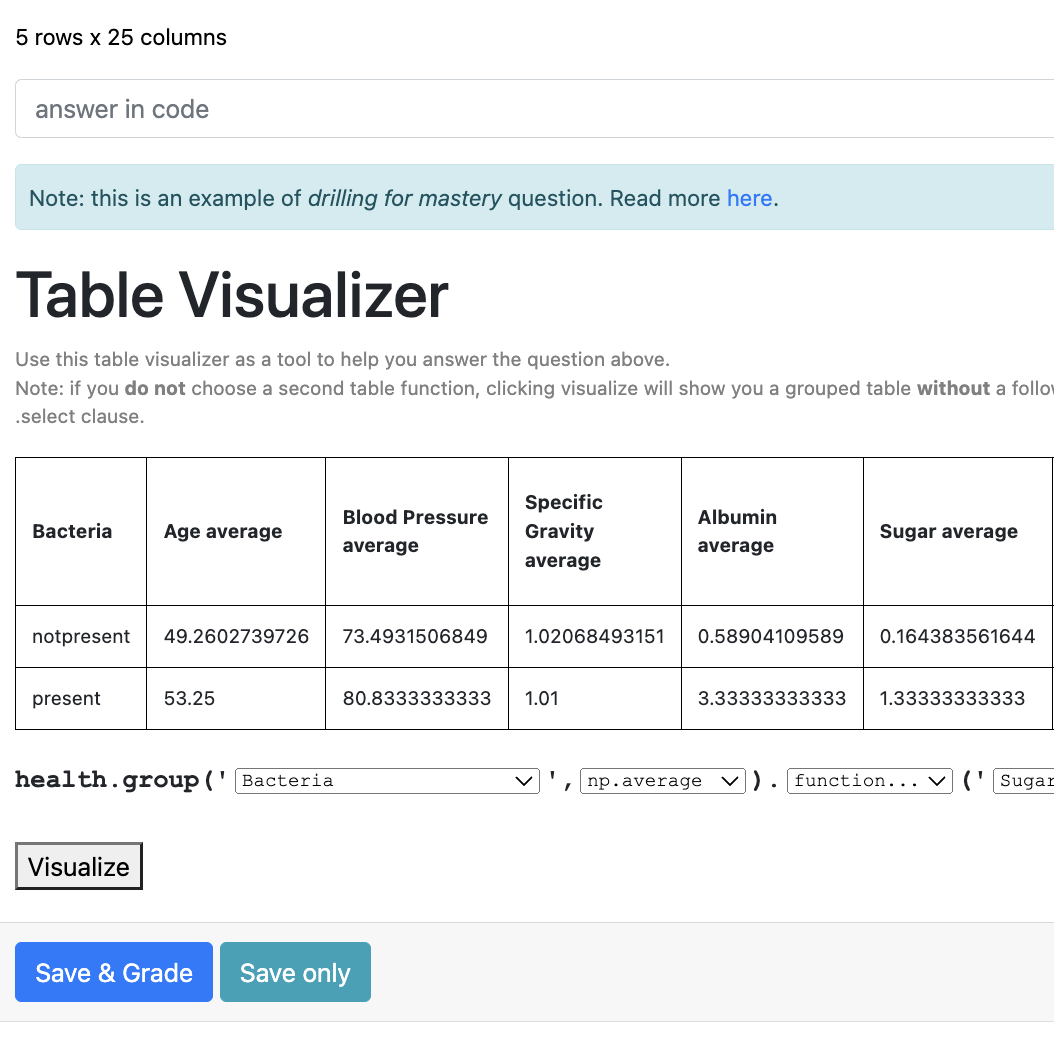 5 rows x 25 columns
answer in code
Note: this is an example of drilling for mastery question. Read more here.
Table Visualizer
Use this table visualizer as a tool to help you answer the question above.
Note: if you do not choose a second table function, clicking visualize will show you a grouped table without a
.select clause.
Bacteria Age average Blood Pressure average Specific Gravity average Albumin average Sugar average
notpresent 49.2602739726 73.4931506849 1.02068493151 0.58904109589 0.164383561644
present 53.25 80.8333333333 1.01 3.33333333333 1.33333333333
health.group(' Bacteria ', np.average ). function... (' Sugar
Visualize
Save & Grade Save only